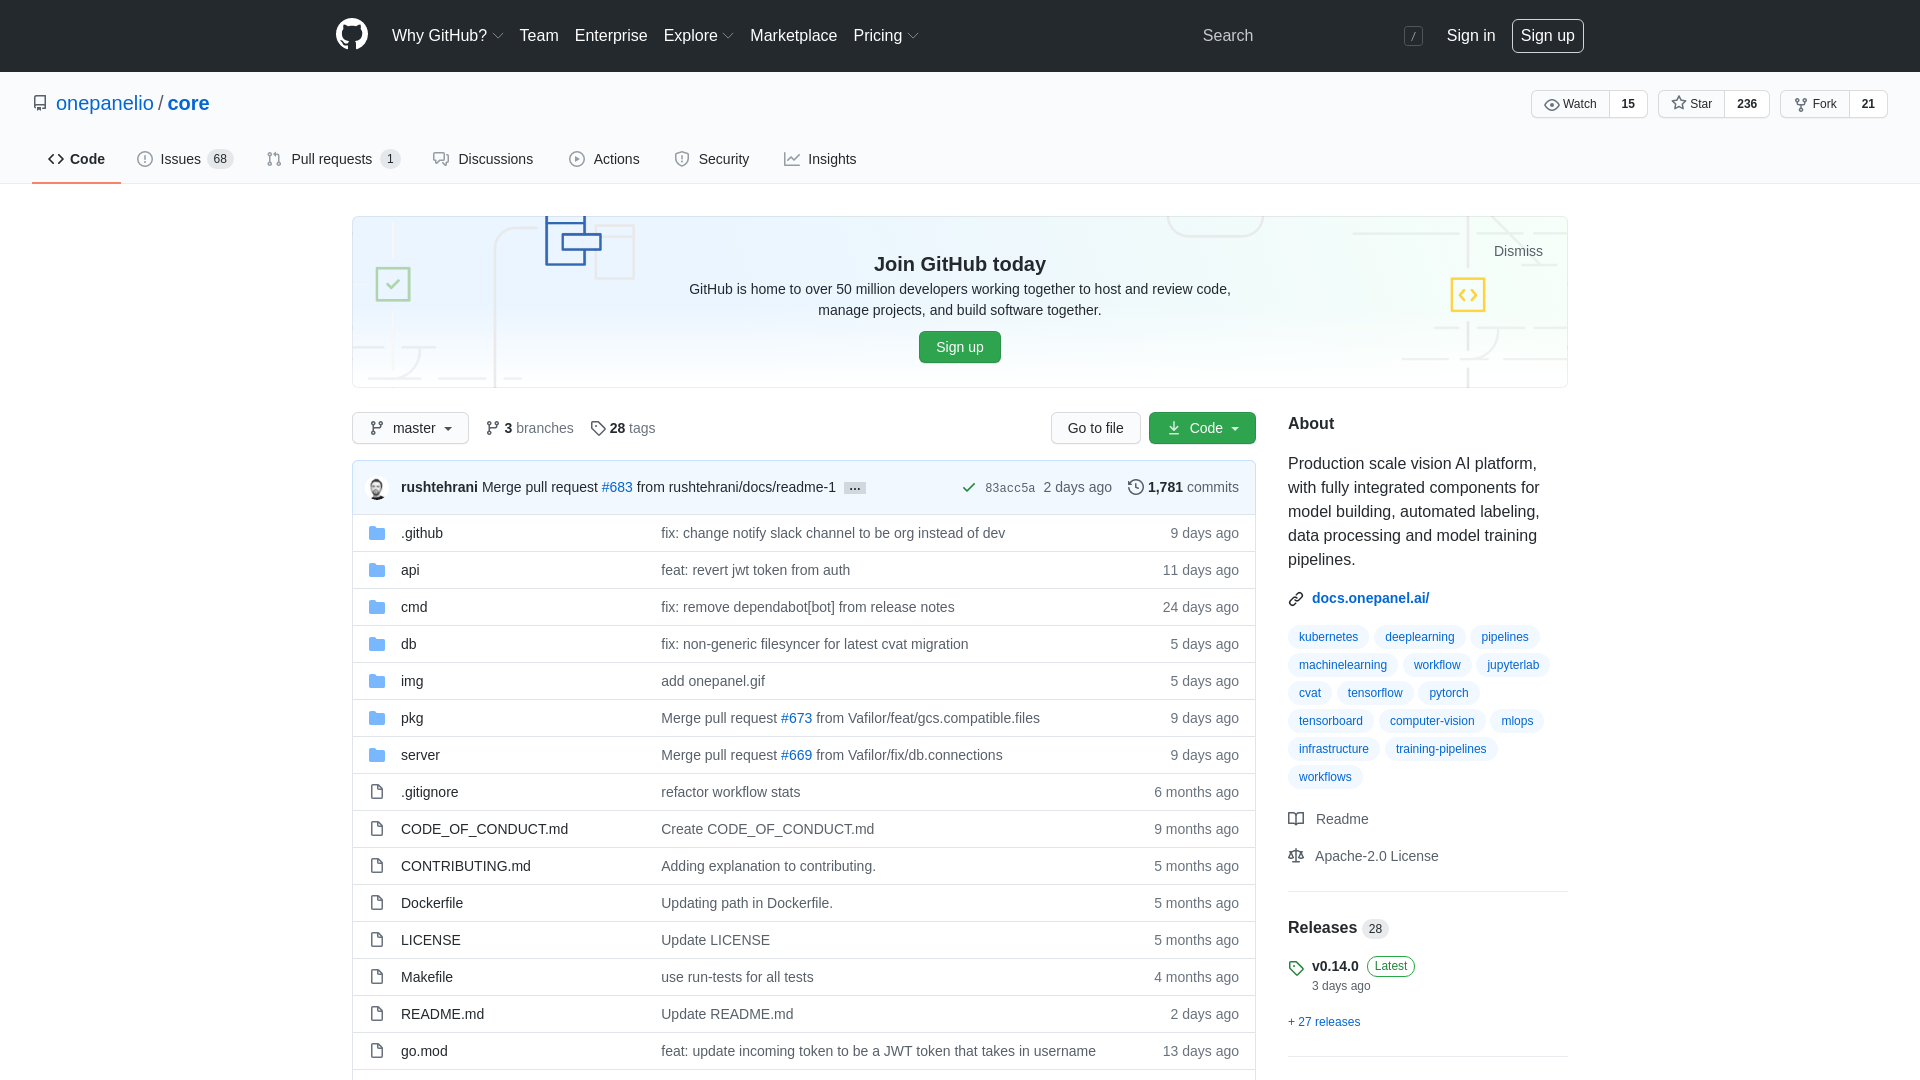 Why GitHub? Team Enterprise Explore Marketplace Pricing Search / Sign in Sign up
onepanelio / core Watch 15 Star 236 Fork 21
Code Issues 68 Pull requests 1 Discussions Actions Security Insights
Dismiss
Join GitHub today
GitHub is home to over 50 million developers working together to host and review code,
manage projects, and build software together.
Sign up
master 3 branches 28 tags Go to file Code
rushtehrani Merge pull request #683 from rushtehrani/docs/readme-1 … 83acc5a 2 days ago 1,781 commits
.github fix: change notify slack channel to be org instead of dev 9 days ago
api feat: revert jwt token from auth 11 days ago
cmd fix: remove dependabot[bot] from release notes 24 days ago
db fix: non-generic filesyncer for latest cvat migration 5 days ago
img add onepanel.gif 5 days ago
pkg Merge pull request #673 from Vafilor/feat/gcs.compatible.files 9 days ago
server Merge pull request #669 from Vafilor/fix/db.connections 9 days ago
.gitignore refactor workflow stats 6 months ago
CODE_OF_CONDUCT.md Create CODE_OF_CONDUCT.md 9 months ago
CONTRIBUTING.md Adding explanation to contributing. 5 months ago
Dockerfile Updating path in Dockerfile. 5 months ago
LICENSE Update LICENSE 5 months ago
Makefile use run-tests for all tests 4 months ago
README.md Update README.md 2 days ago
go.mod feat: update incoming token to be a JWT token that takes in username 13 days ago
About
Production scale vision AI platform,
with fully integrated components for
model building, automated labeling,
data processing and model training
pipelines.
docs.onepanel.ai/
kubernetes deeplearning pipelines
machinelearning workflow jupyterlab
cvat tensorflow pytorch
tensorboard computer-vision mlops
infrastructure training-pipelines
workflows
Readme
Apache-2.0 License
Releases 28
v0.14.0 Latest
3 days ago
+ 27 releases